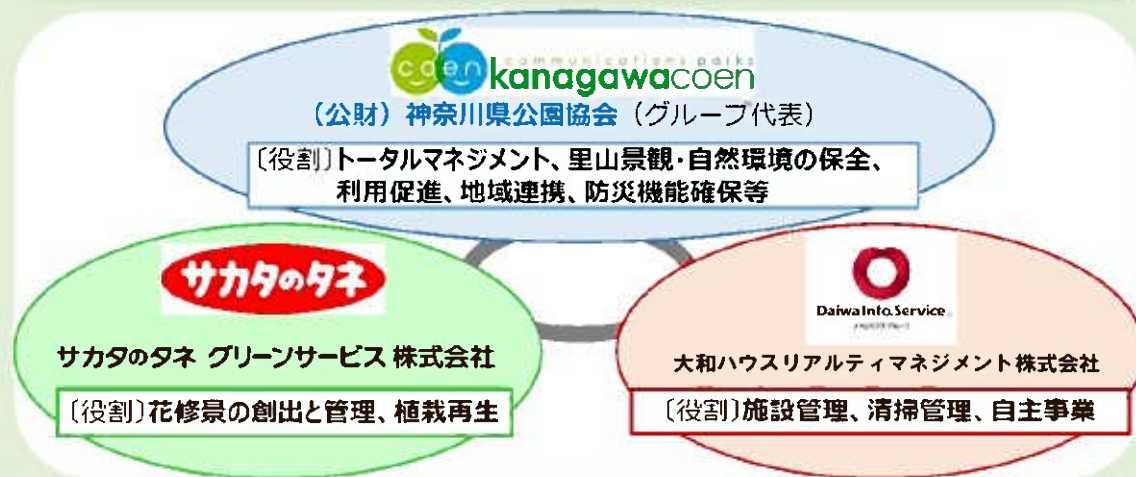 communications parks
coen kanagawacoen
(公財)神奈川県公園協会(グループ代表)
〔役割〕トータルマネジメント、里山景観・自然環境の保全、
利用促進、地域連携、防災機能確保等
サカタのタネ
サカタのタネ グリーンサービス 株式会社
〔役割〕花修景の創出と管理、植栽再生
Daiwa Info.Service
大和ハウスリアルティマネジメント株式会社
〔役割〕施設管理、清掃管理、自主事業